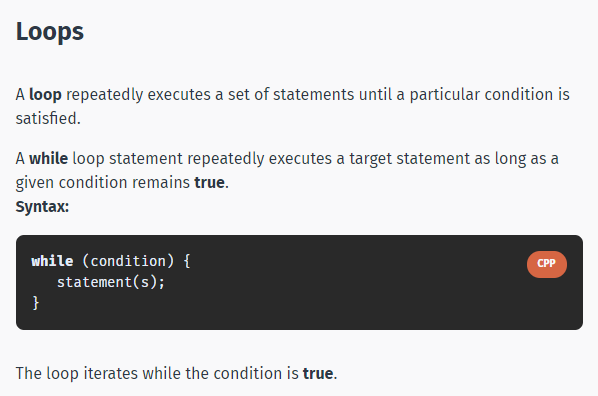 Loops
A loop repeatedly executes a set of statements until a particular condition is
satisfied.
A while loop statement repeatedly executes a target statement as long as a
given condition remains true.
Syntax:
while (condition) {
CPP
   statement(s);
}
The loop iterates while the condition is true.